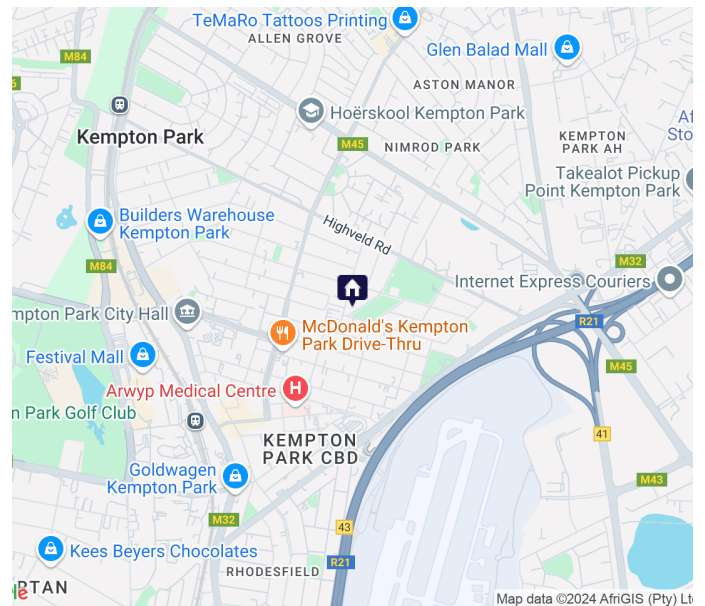 TeMaRo Tattoos Printing
ALLEN GROVE
Glen Balad Mall
M84
ASTON MANOR
Hoërskool Kempton Park
Kempton Park
M45
NIMROD PARK
KEMPTON
PARK AH
Takealot Pickup
Point Kempton Park
Builders Warehouse
Kempton Park
Highveld Rd
M84
M32
Internet Express Couriers
mpton Park City Hall
R21
McDonald's Kempton
Park Drive-Thru
Festival Mall
M45
Arwyp Medical Centre
H
n Park Golf Club
41
KEMPTON
PARK CBD
Goldwagen
Kempton Park
M43
M32
43
Kees Beyers Chocolates
R21
RHODESFIELD
Map data ©2024 AfriGIS (Pty) Lt